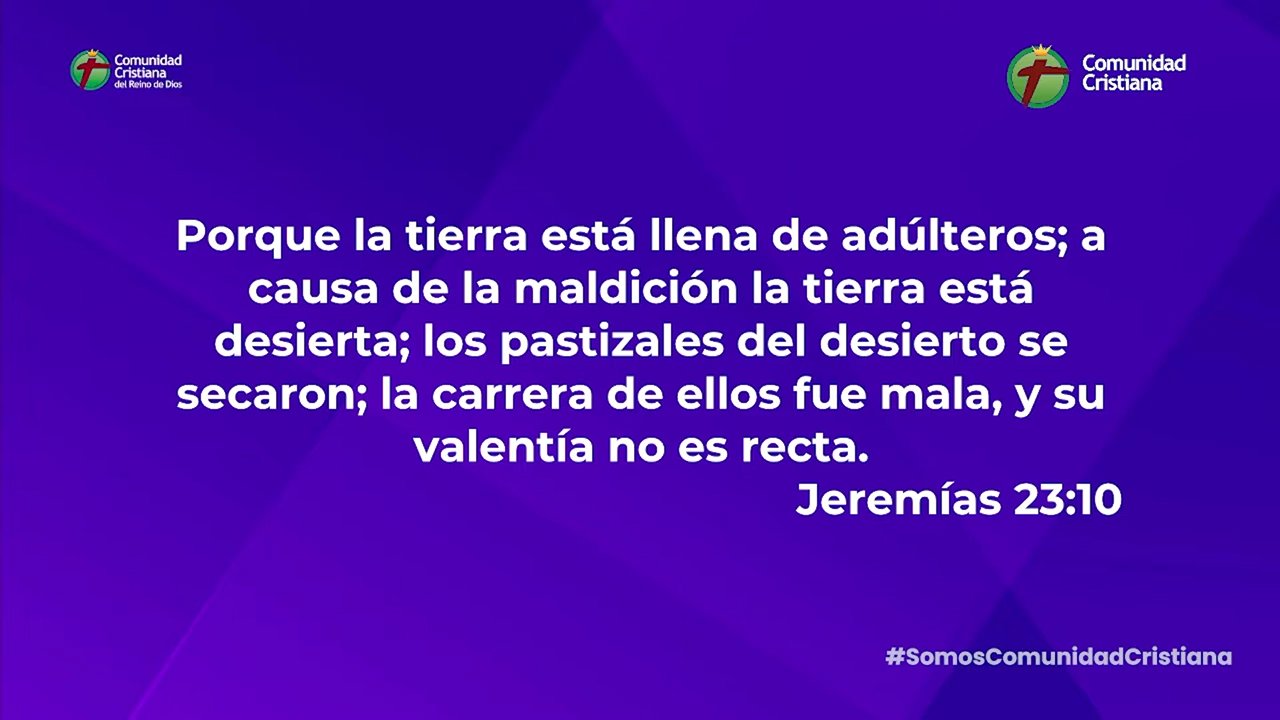 Comunidad
Cristiana
del Reino de Dios
Comunidad
Cristiana
Porque la tierra está llena de adúlteros; a
causa de la maldición la tierra está
desierta; los pastizales del desierto se
secaron; la carrera de ellos fue mala, y su
valentía no es recta.
Jeremías 23:10
#SomosComunidadCristiana